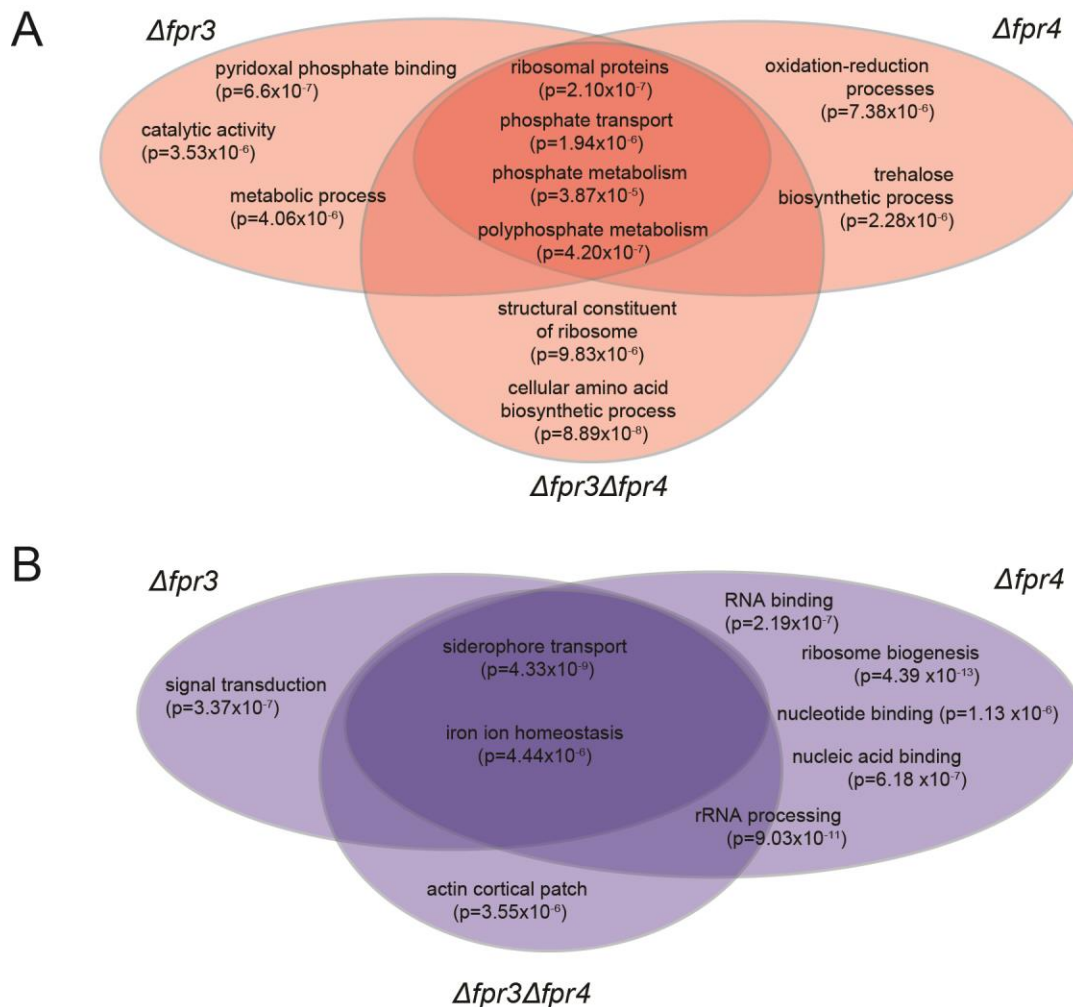 A
Δfpr3
Δfpr4
pyridoxal phosphate binding
(p=6.6x10⁻⁷)
catalytic activity
(p=3.53x10⁻⁶)
metabolic process
(p=4.06x10⁻⁶)
ribosomal proteins
(p=2.10x10⁻⁷)
phosphate transport
(p=1.94x10⁻⁶)
phosphate metabolism
(p=3.87x10⁻⁵)
polyphosphate metabolism
(p=4.20x10⁻⁷)
oxidation-reduction
processes
(p=7.38x10⁻⁶)
trehalose
biosynthetic process
(p=2.28x10⁻⁶)
structural constituent
of ribosome
(p=9.83x10⁻⁶)
cellular amino acid
biosynthetic process
(p=8.89x10⁻⁸)
Δfpr3Δfpr4
B
Δfpr3
Δfpr4
signal transduction
(p=3.37x10⁻⁷)
siderophore transport
(p=4.33x10⁻⁹)
iron ion homeostasis
(p=4.44x10⁻⁶)
RNA binding
(p=2.19x10⁻⁷)
ribosome biogenesis
(p=4.39 x10⁻¹³)
nucleotide binding (p=1.13 x10⁻⁶)
nucleic acid binding
(p=6.18 x10⁻⁷)
rRNA processing
(p=9.03x10⁻¹¹)
actin cortical patch
(p=3.55x10⁻⁶)
Δfpr3Δfpr4